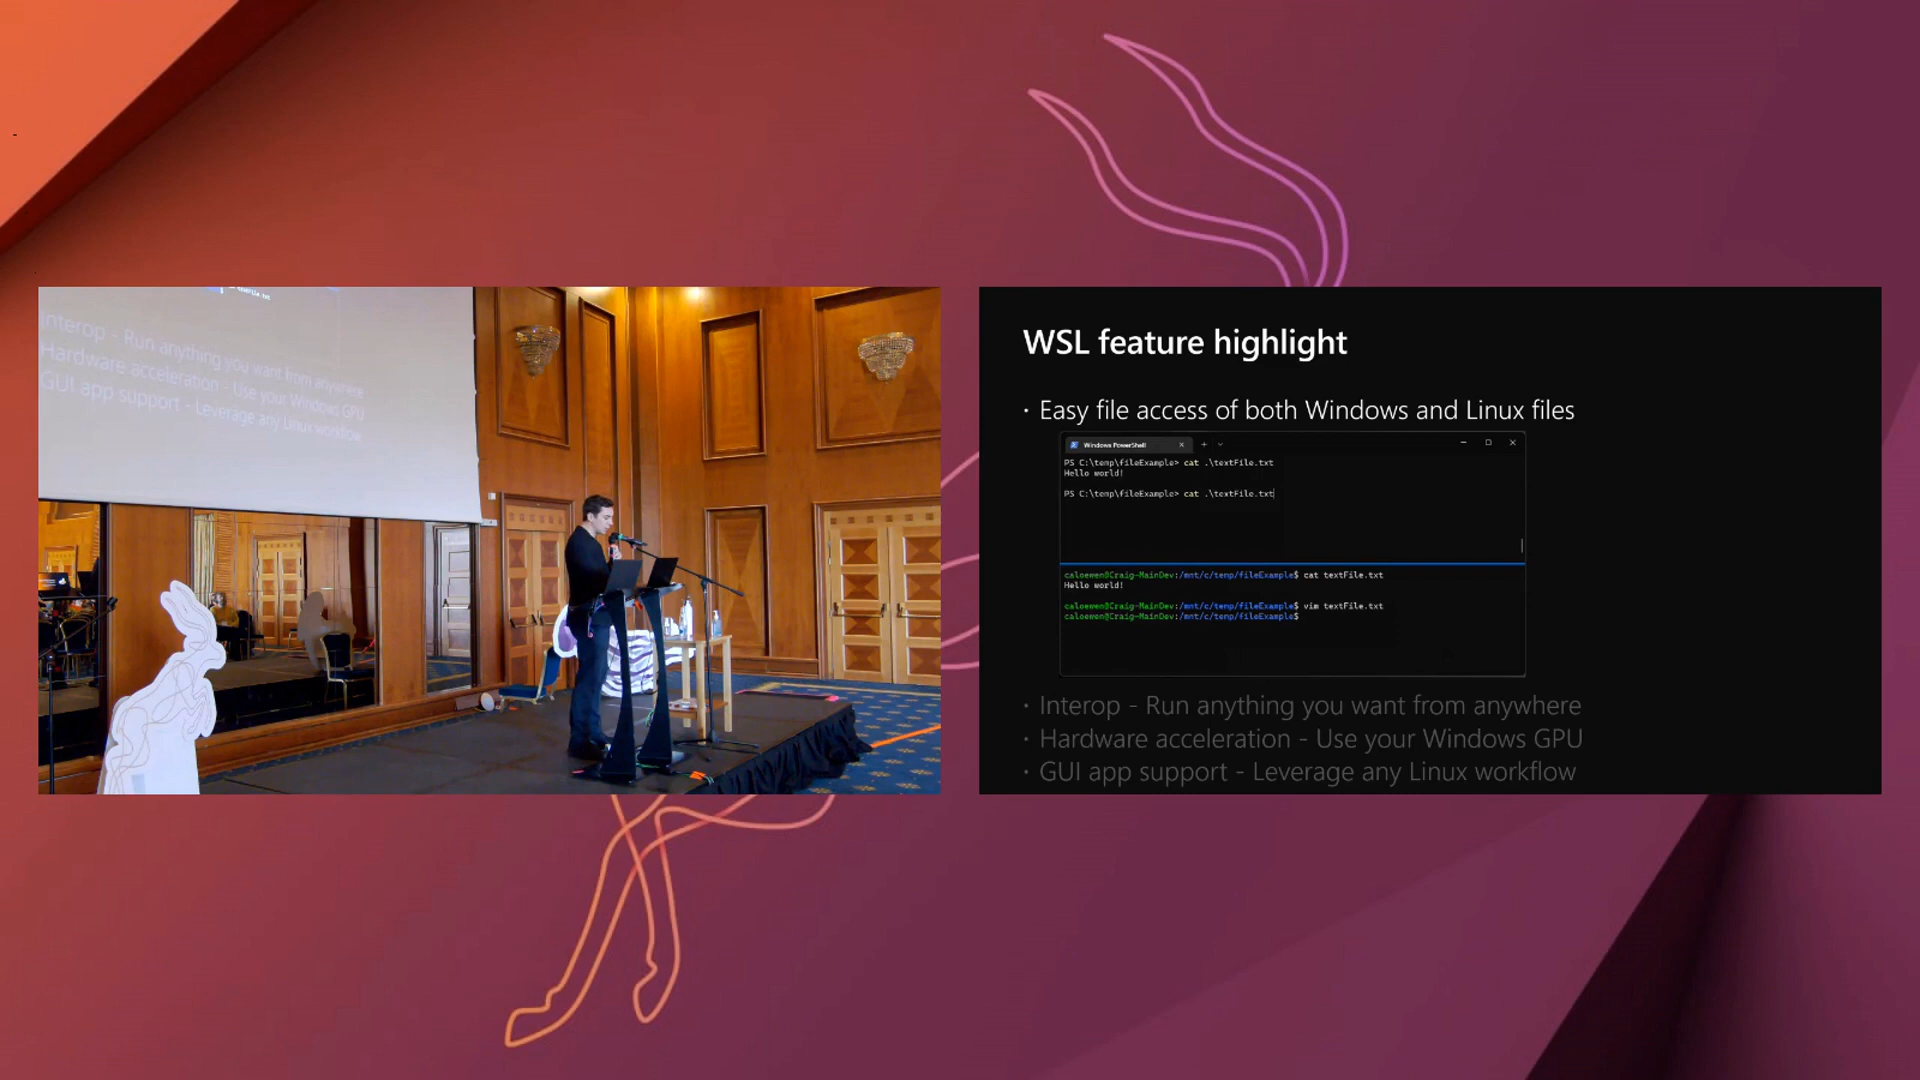 Interop - Run anything you want from anywhere
Hardware acceleration - Use your Windows GPU
GUI app support - Leverage any Linux workflow
WSL feature highlight
· Easy file access of both Windows and Linux files
Windows PowerShell
PS C:\temp\fileExample> cat .\textFile.txt
Hello world!
PS C:\temp\fileExample> cat .\textFile.txt
caloewen@Craig-MainDev:/mnt/c/temp/fileExample$ cat textFile.txt
Hello world!
caloewen@Craig-MainDev:/mnt/c/temp/fileExample$ vim textFile.txt
caloewen@Craig-MainDev:/mnt/c/temp/fileExample$
· Interop - Run anything you want from anywhere
· Hardware acceleration - Use your Windows GPU
· GUI app support - Leverage any Linux workflow